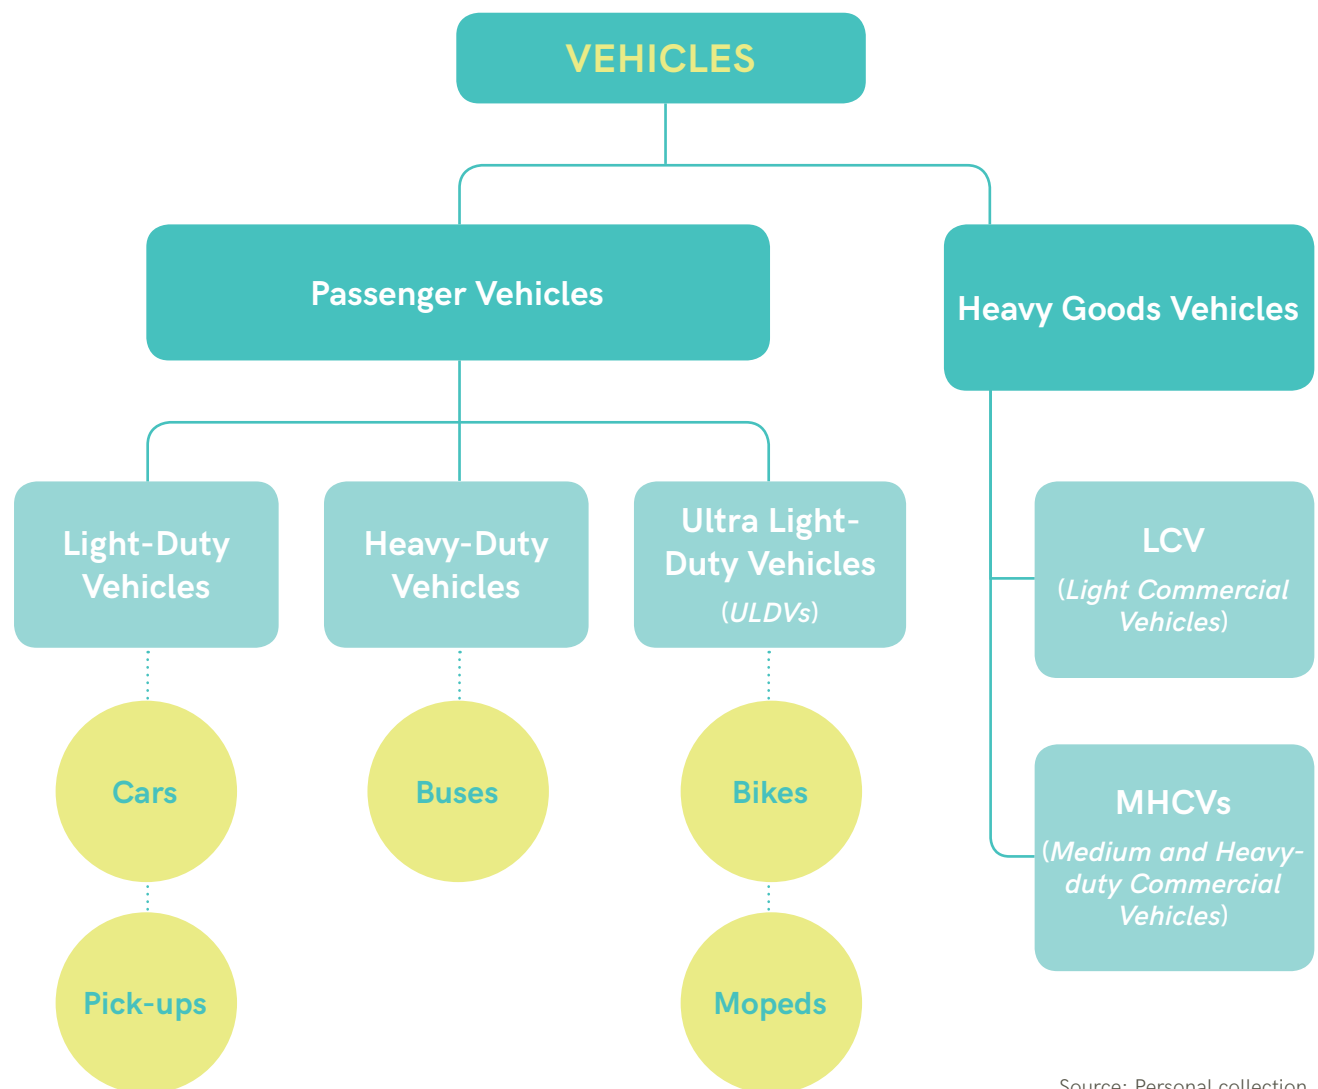 VEHICLES
Passenger Vehicles
Heavy Goods Vehicles
Light-Duty
Vehicles
Heavy-Duty
Vehicles
Ultra Light-
Duty Vehicles
(ULDVs)
LCV
(Light Commercial
Vehicles)
MHCVs
(Medium and Heavy-
duty Commercial
Vehicles)
Cars
Buses
Bikes
Pick-ups
Mopeds
Source: Personal collection